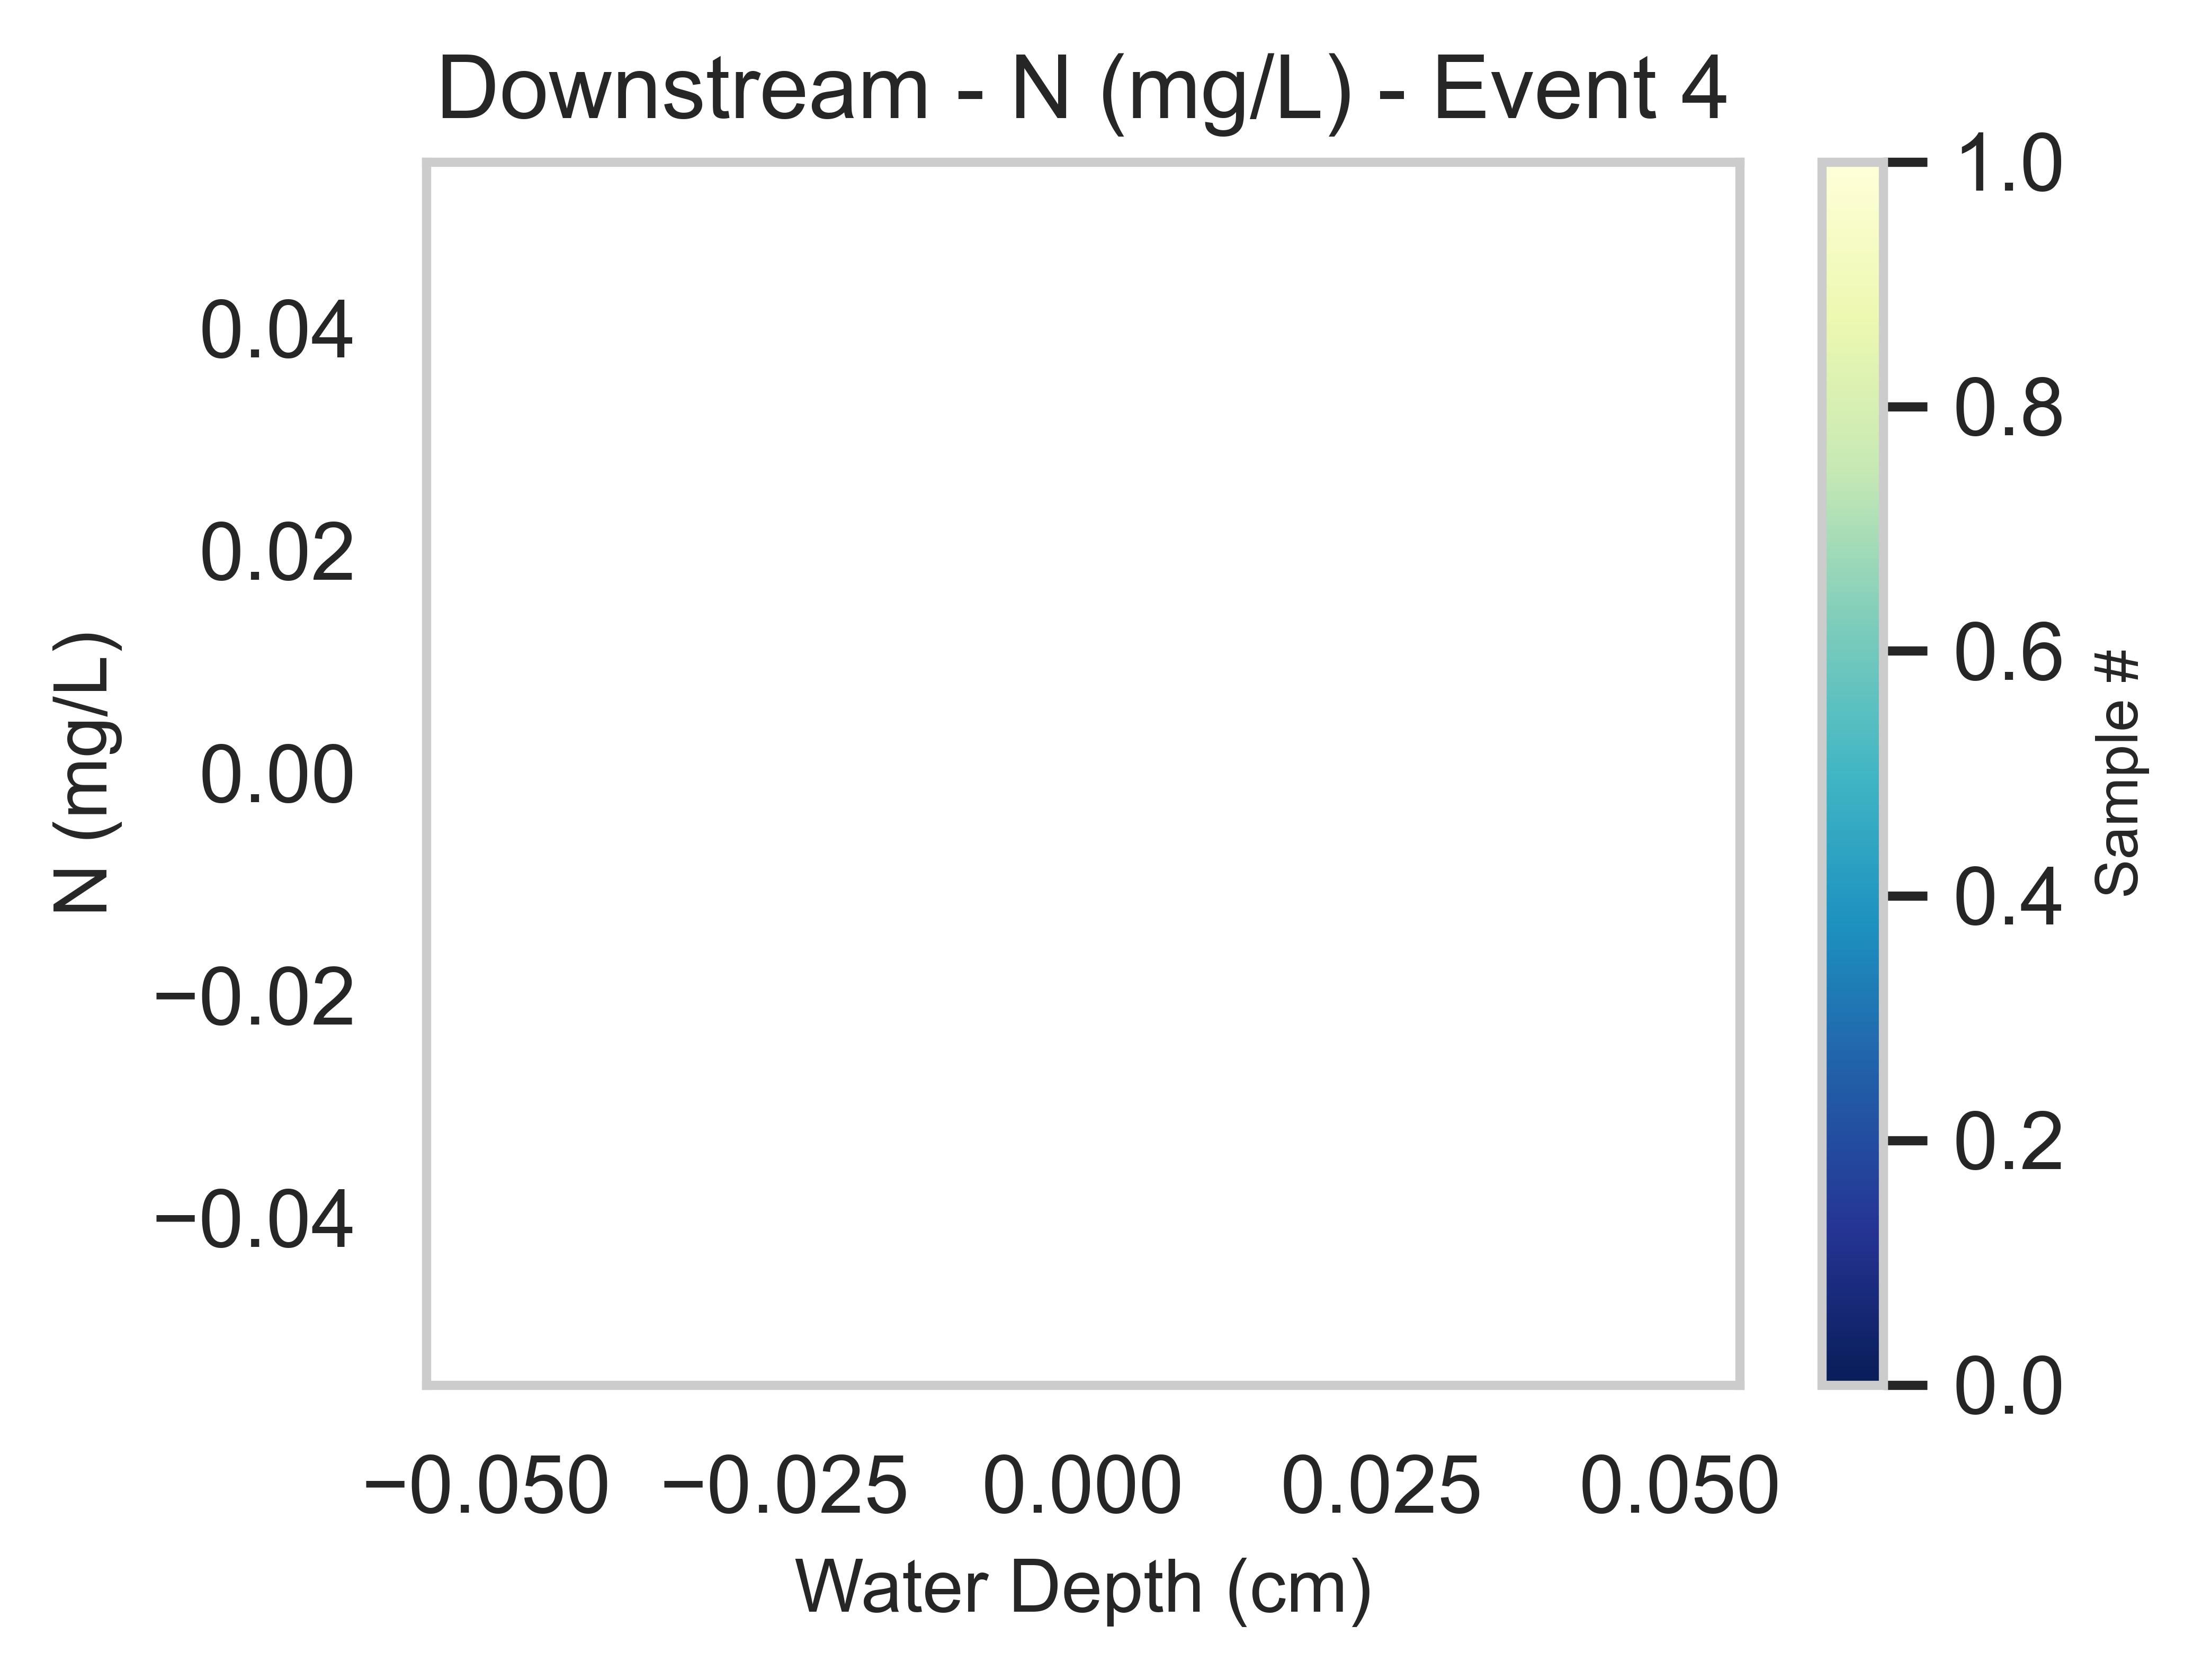 Downstream - N (mg/L) - Event 4
N (mg/L)
0.04
0.02
0.00
−0.02
−0.04
−0.050 −0.025 0.000 0.025 0.050
Water Depth (cm)
1.0
0.8
0.6
0.4
0.2
0.0
Sample #